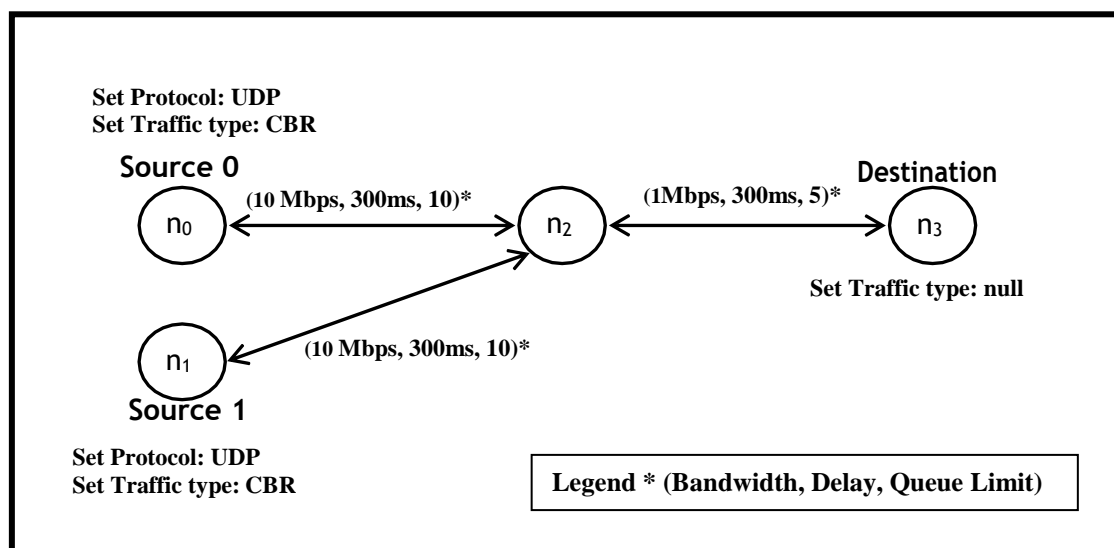 Set Protocol: UDP
Set Traffic type: CBR
Source 0
Destination
(10 Mbps, 300ms, 10)*
(1Mbps, 300ms, 5)*
n0
n2
n3
Set Traffic type: null
(10 Mbps, 300ms, 10)*
n1
Source 1
Set Protocol: UDP
Set Traffic type: CBR
Legend * (Bandwidth, Delay, Queue Limit)